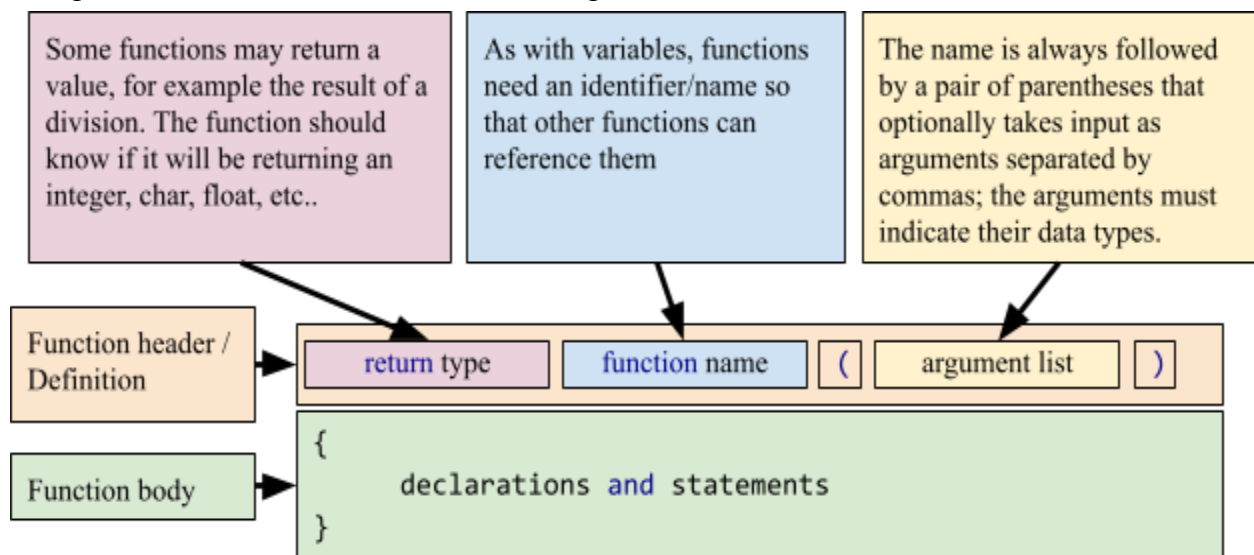 Some functions may return a
value, for example the result of a
division. The function should
know if it will be returning an
integer, char, float, etc..
As with variables, functions
need an identifier/name so
that other functions can
reference them
The name is always followed
by a pair of parentheses that
optionally takes input as
arguments separated by
commas; the arguments must
indicate their data types.
Function header /
Definition
return type function name ( argument list )
Function body
{
declarations and statements
}